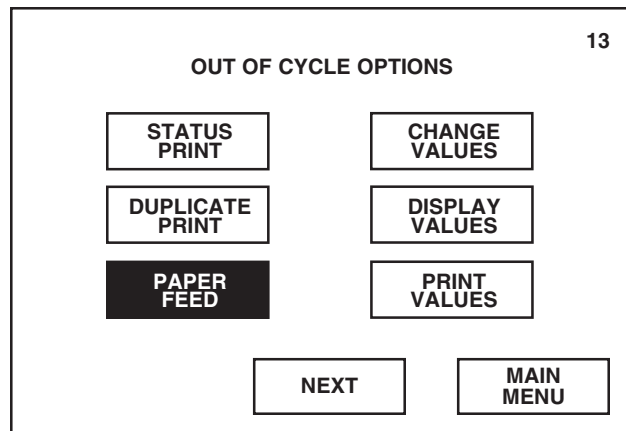 13
OUT OF CYCLE OPTIONS
STATUS
PRINT
CHANGE
VALUES
DUPLICATE
PRINT
DISPLAY
VALUES
PAPER
FEED
PRINT
VALUES
NEXT
MAIN
MENU